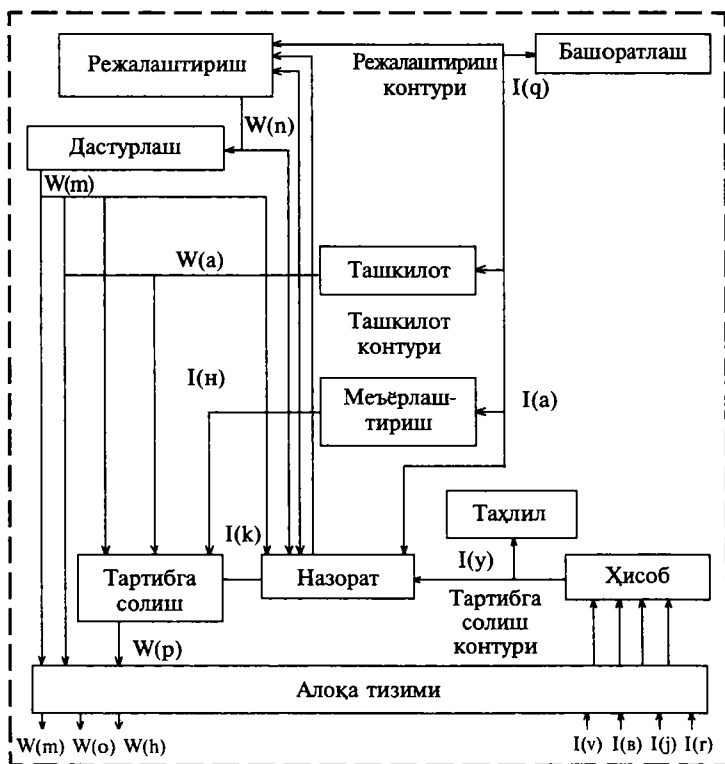 Режалаштириш
Башоратлаш
Режалаштириш
контури
I(q)
W(n)
Дастурлаш
W(m)
W(a)
Ташкилот
Ташкилот
контури
I(н)
Меъёрлаш-
тириш
I(a)
Таҳлил
I(k)
I(y)
Тартибга
солиш
Назорат
Ҳисоб
Тартибга
солиш
контури
W(p)
Алоқа тизими
W(m) W(o) W(h) I(v) I(в) I(j) I(r)